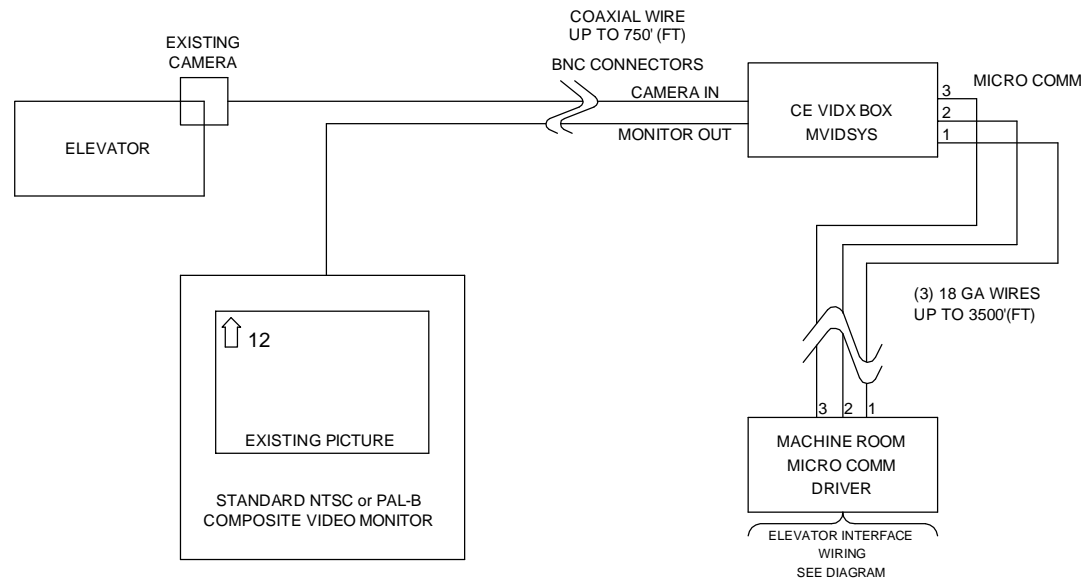 COAXIAL WIRE
UP TO 750' (FT)
EXISTING
CAMERA
BNC CONNECTORS
CAMERA IN
MONITOR OUT
ELEVATOR
CE VIDX BOX
MVIDSYS
MICRO COMM
3
2
1
(3) 18 GA WIRES
UP TO 3500'(FT)
12
EXISTING PICTURE
STANDARD NTSC or PAL-B
COMPOSITE VIDEO MONITOR
3 2 1
MACHINE ROOM
MICRO COMM
DRIVER
ELEVATOR INTERFACE
WIRING
SEE DIAGRAM